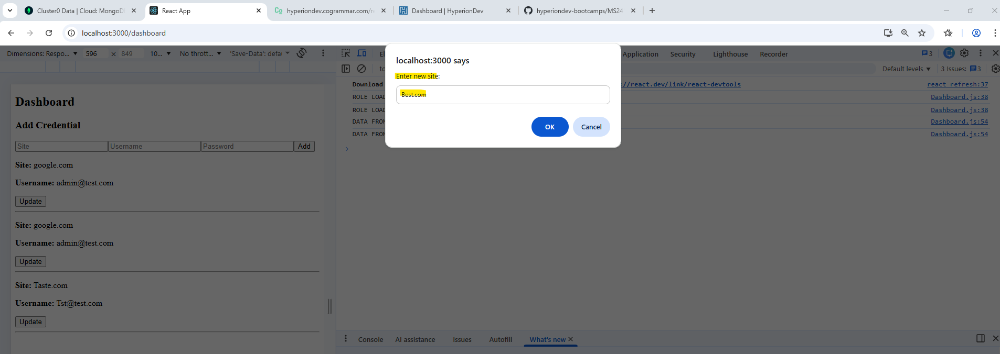 Cluster0 Data | Cloud: MongoD
React App
hyperiondev.cogrammar.com/r
Dashboard | HyperionDev
hyperiondev-bootcamps/MS24
localhost:3000/dashboard
Dimensions: Respo... ▼ 596 × 849 10... ▼ No thrott... ▼ 'Save-Data': defa
Application Security Lighthouse Recorder 3
Default levels ▼ 3 Issues: 3
localhost:3000 says
Enter new site:
Best.com
OK Cancel
Download ://react.dev/link/react-devtools react refresh:37
ROLE LOAD Dashboard.js:38
ROLE LOAD Dashboard.js:38
DATA FROM Dashboard.js:54
DATA FROM Dashboard.js:54
Dashboard
Add Credential
Site Username Password Add
Site: google.com
Username: admin@test.com
Update
Site: google.com
Username: admin@test.com
Update
Site: Taste.com
Username: Tst@test.com
Update
Console AI assistance Issues Autofill What's new